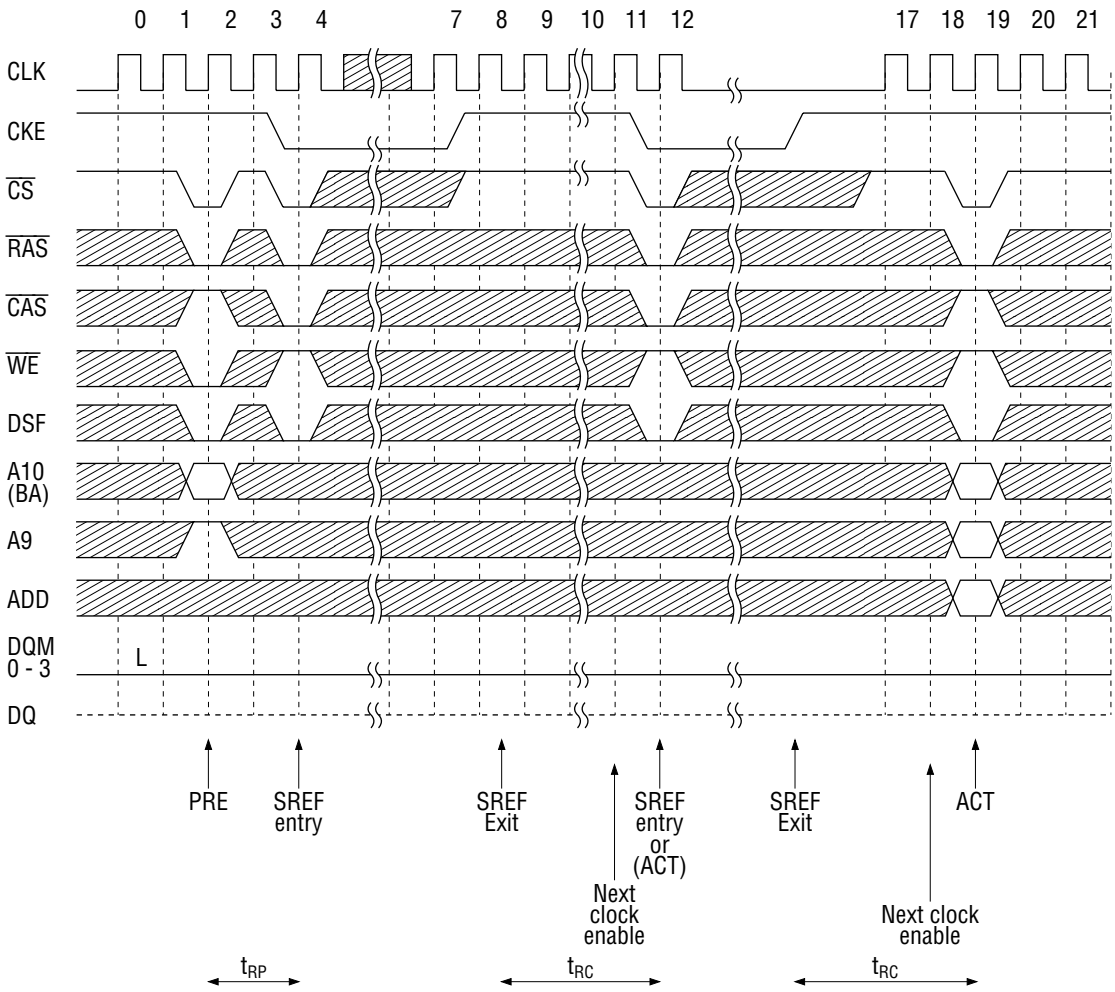 0 1 2 3 4 7 8 9 10 11 12 17 18 19 20 21
CLK
CKE
CS
RAS
CAS
WE
DSF
A10
(BA)
A9
ADD
DQM
0 - 3
L
DQ
PRE
SREF
entry
SREF
Exit
Next
clock
enable
SREF
entry
or
(ACT)
SREF
Exit
Next clock
enable
ACT
tRP
tRC
tRC